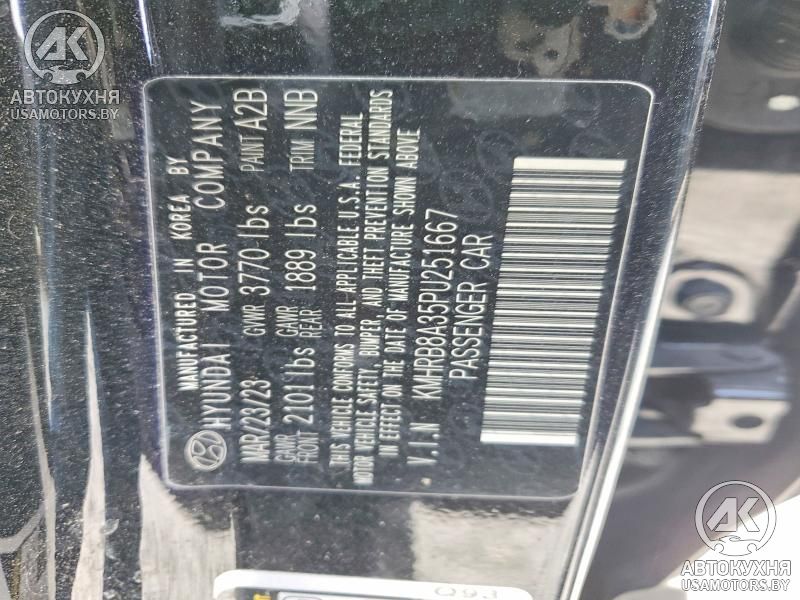 MANUFACTURED IN KOREA BY
HYUNDAI MOTOR COMPANY
MAR/23/23 GVWR 3770 lbs PAINT A2B
GAWR FRONT 2101 lbs GAWR REAR 1889 lbs TRIM NNB
THIS VEHICLE CONFORMS TO ALL APPLICABLE U.S.A. FEDERAL
MOTOR VEHICLE SAFETY, BUMPER, AND THEFT PREVENTION STANDARDS
IN EFFECT ON THE DATE OF MANUFACTURE SHOWN ABOVE
V.I.N KMHRB8A35PU251667
PASSENGER CAR
АК
АВТОКУХНЯ
USAMOTORS.BY
АК
АВТОКУХНЯ
USAMOTORS.BY